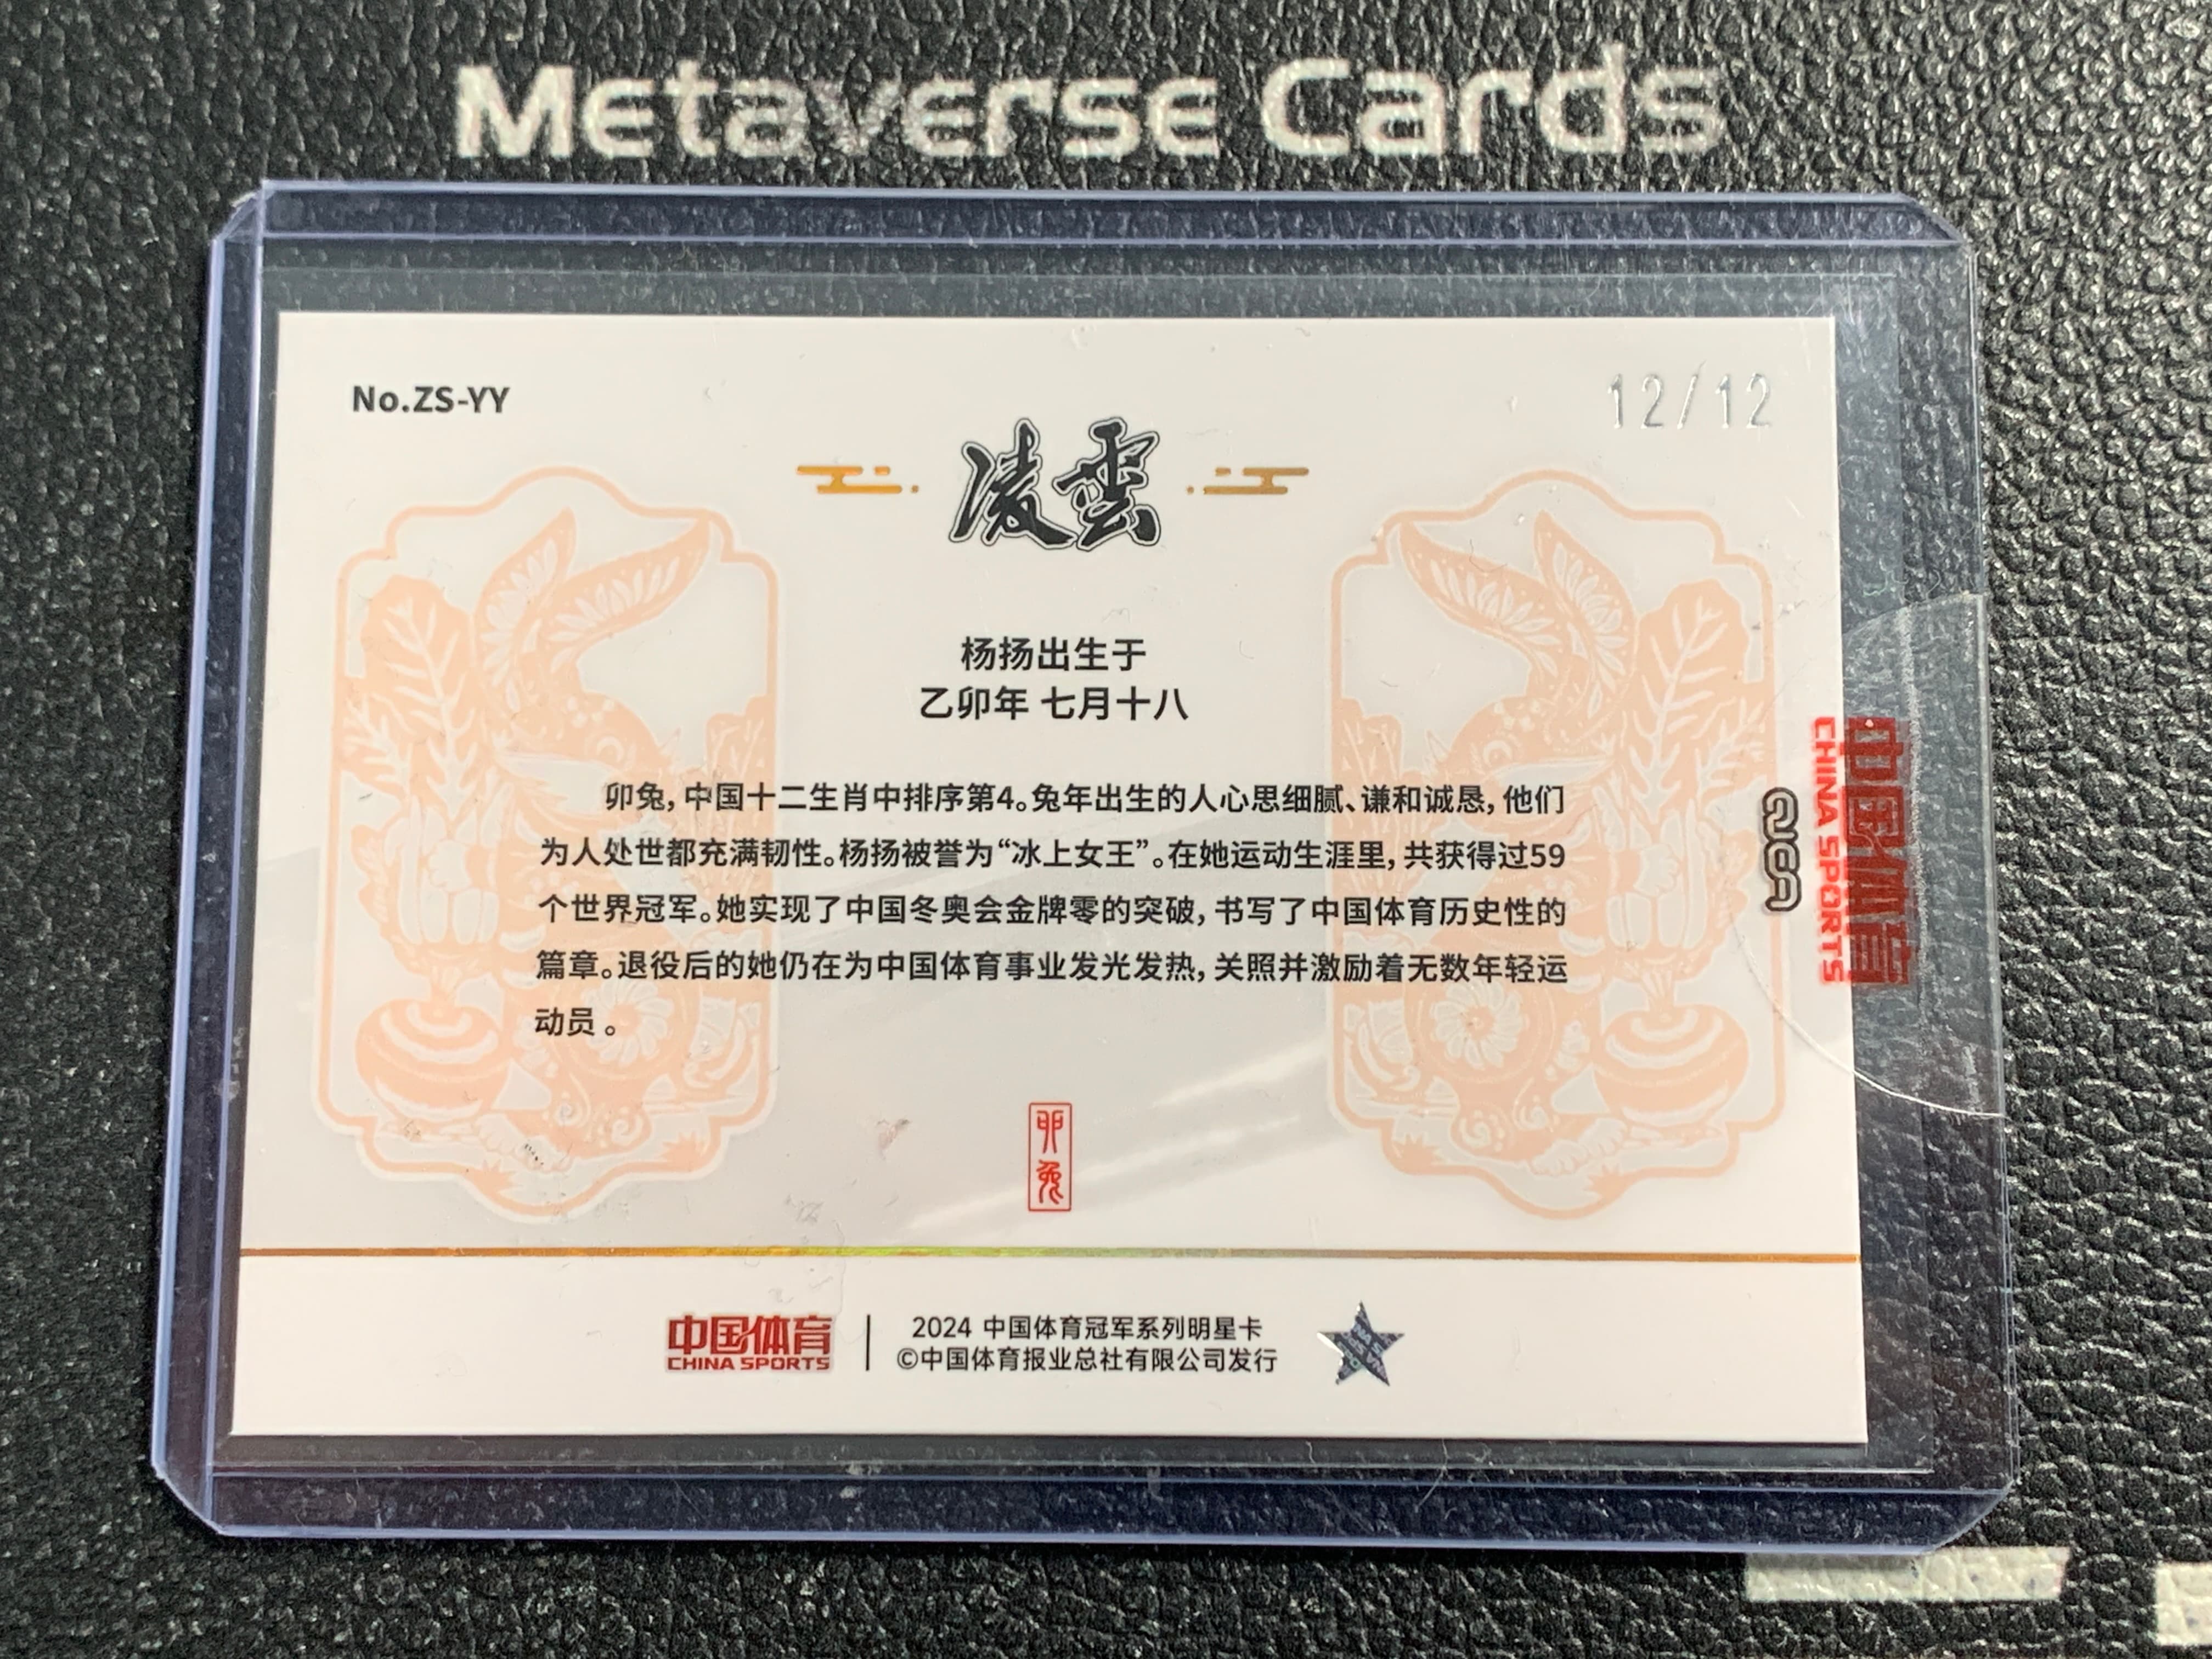 Metaverse Cards
No.ZS-YY
12/12
凌雲
杨扬出生于
乙卯年 七月十八
卯兔，中国十二生肖中排序第4。兔年出生的人心思细腻、谦和诚恳，他们
为人处世都充满韧性。杨扬被誉为“冰上女王”。在她运动生涯里，共获得过59
个世界冠军。她实现了中国冬奥会金牌零的突破，书写了中国体育历史性的
篇章。退役后的她仍在为中国体育事业发光发热，关照并激励着无数年轻运
动员 。
卯兔
中国体育
CHINA SPORTS
中国体育
CHINA SPORTS
2024 中国体育冠军系列明星卡
©中国体育报业总社有限公司发行